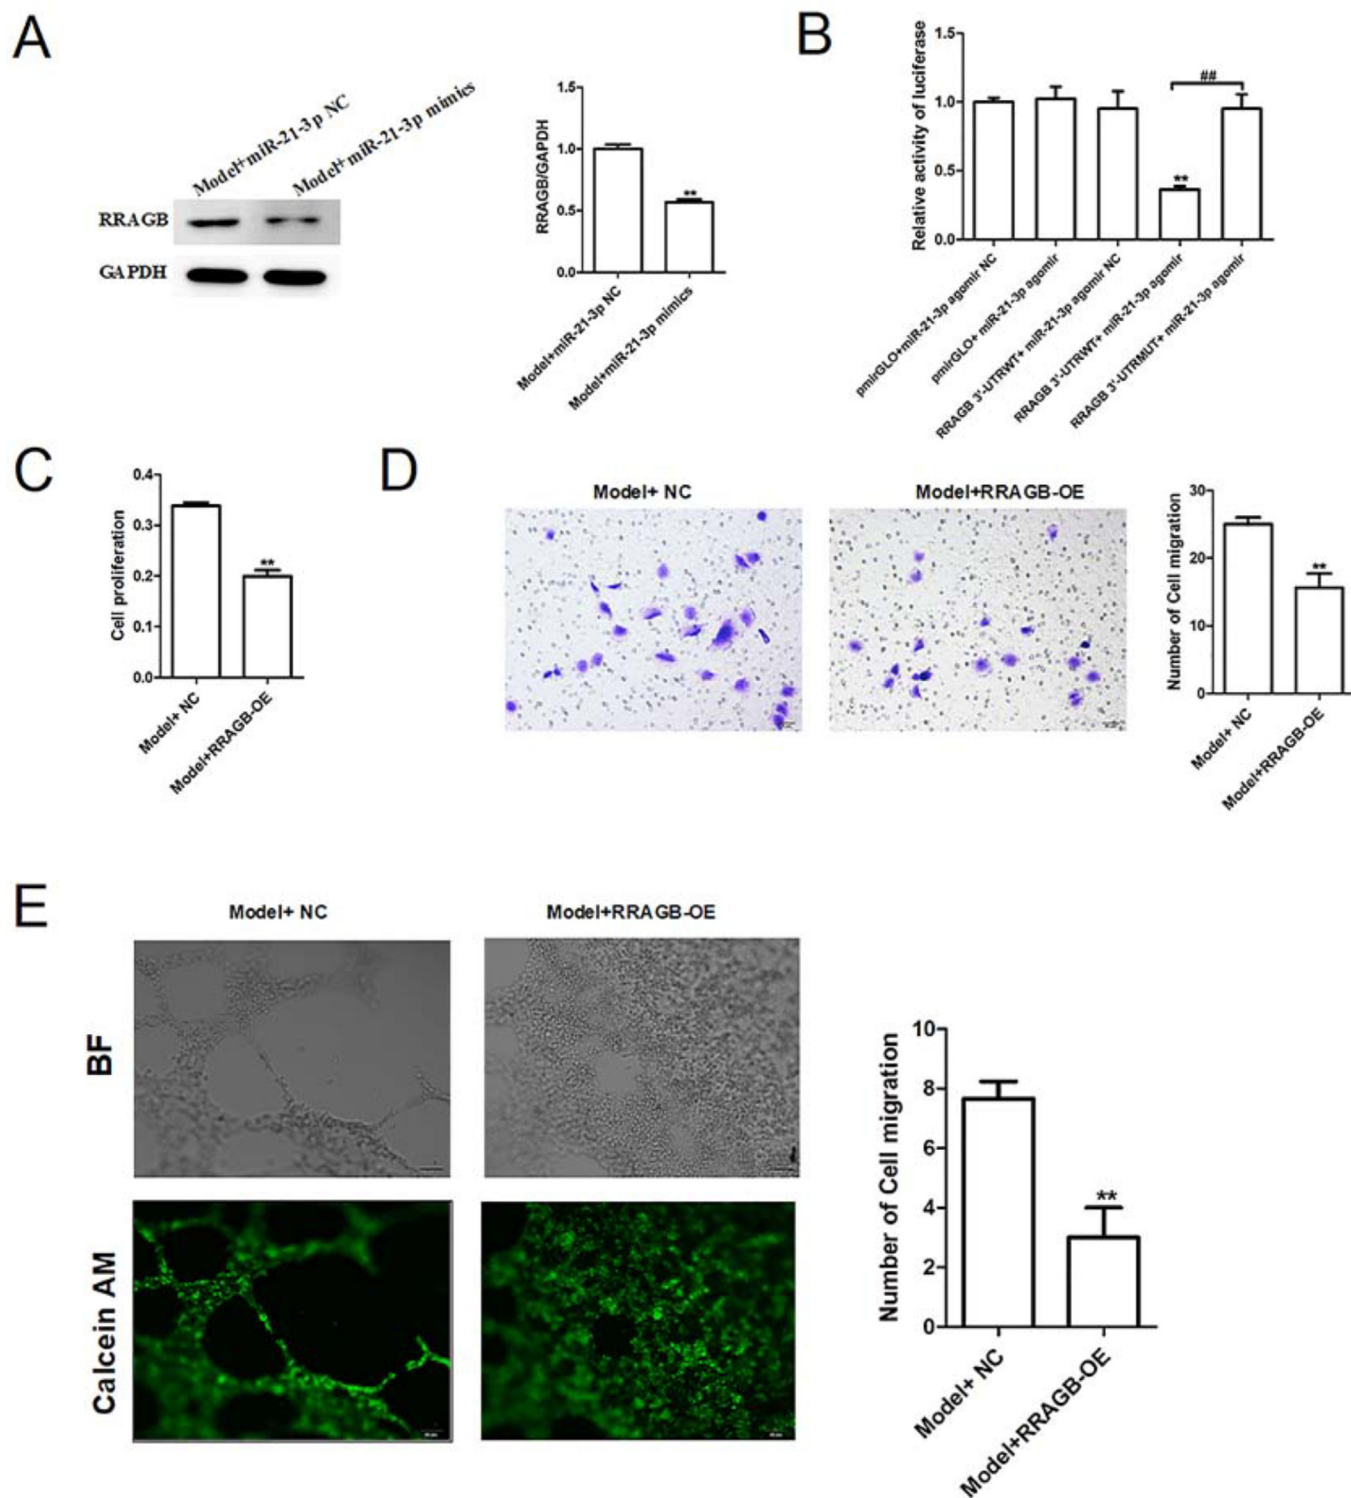 A
Model+miR-21-3p NC
Model+miR-21-3p mimics
RRAGB
GAPDH
RRAGB/GAPDH
1.5
1.0
0.5
0.0
**
Model+miR-21-3p NC
Model+miR-21-3p mimics
B
Relative activity of luciferase
1.5
1.0
0.5
0.0
##
**
pmirGLO+miR-21-3p agomir NC
pmirGLO+ miR-21-3p agomir
RRAGB 3'-UTRWT+ miR-21-3p agomir NC
RRAGB 3'-UTRWT+ miR-21-3p agomir
RRAGB 3'-UTRMUT+ miR-21-3p agomir
C
Cell proliferation
0.4
0.3
0.2
0.1
0.0
**
Model+ NC
Model+RRAGB-OE
D
Model+ NC
Model+RRAGB-OE
Number of Cell migration
30
20
10
0
**
Model+ NC
Model+RRAGB-OE
E
Model+ NC
Model+RRAGB-OE
BF
Calcein AM
Number of Cell migration
10
8
6
4
2
0
**
Model+ NC
Model+RRAGB-OE